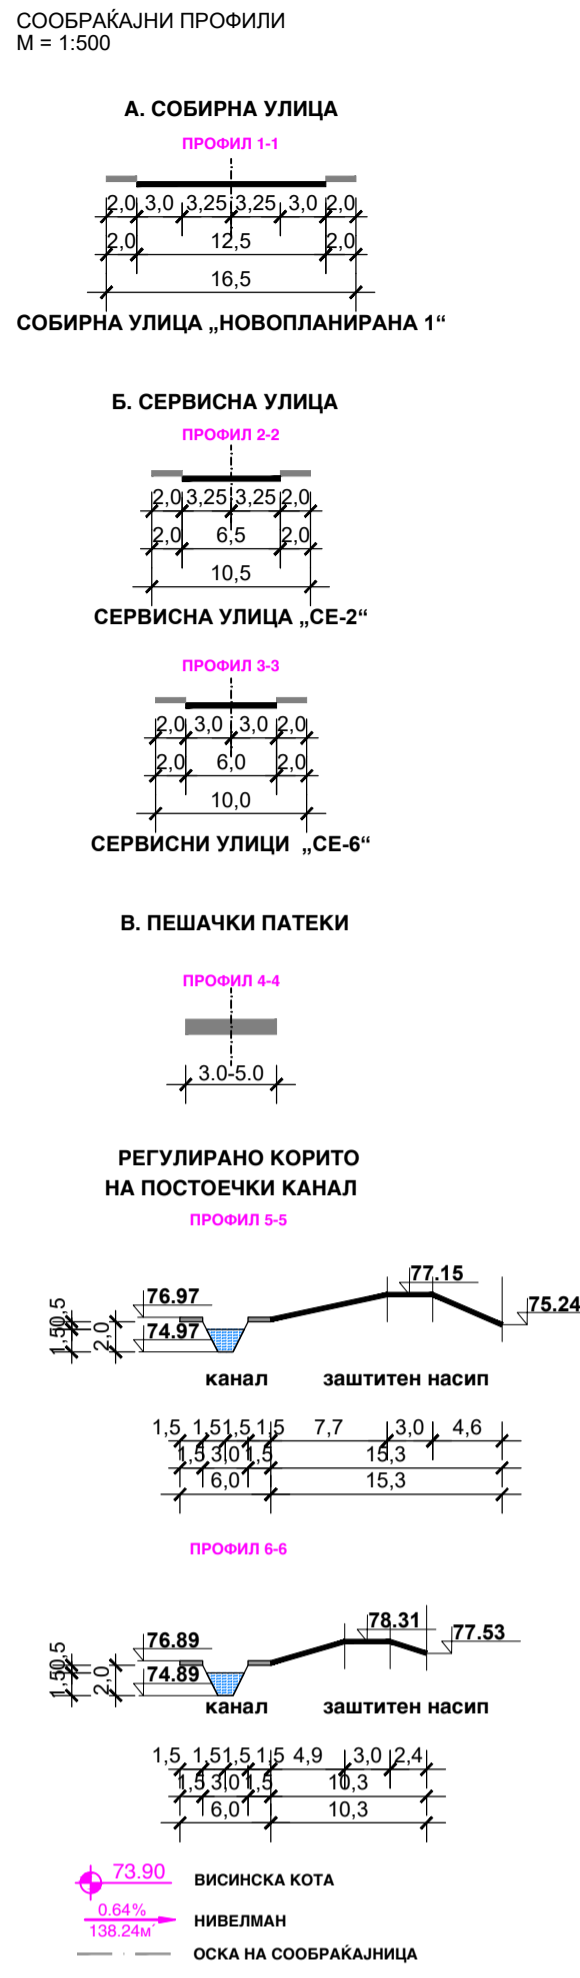 СООБРАЌАЈНИ ПРОФИЛИ
М = 1:500
А. СОБИРНА УЛИЦА
ПРОФИЛ 1-1
2,0 3,0 3,25 3,25 3,0 2,0
2,0 12,5 2,0
16,5
СОБИРНА УЛИЦА „НОВОПЛАНИРАНА 1“
Б. СЕРВИСНА УЛИЦА
ПРОФИЛ 2-2
2,0 3,25 3,25 2,0
2,0 6,5 2,0
10,5
СЕРВИСНА УЛИЦА „СЕ-2“
ПРОФИЛ 3-3
2,0 3,0 3,0 2,0
2,0 6,0 2,0
10,0
СЕРВИСНИ УЛИЦИ „СЕ-6“
В. ПЕШАЧКИ ПАТЕКИ
ПРОФИЛ 4-4
3.0-5.0
РЕГУЛИРАНО КОРИТО
НА ПОСТОЕЧКИ КАНАЛ
ПРОФИЛ 5-5
77.15
76.97
75.24
1,5 0,5 2,0 74.97
канал заштитен насип
1,5 1,5 1,5 1,5 7,7 3,0 4,6
1,5 3,0 1,5 15,3
6,0 15,3
ПРОФИЛ 6-6
78.31
76.89 77.53
1,5 0,5 2,0 74.89
канал заштитен насип
1,5 1,5 1,5 1,5 4,9 3,0 2,4
1,5 3,0 1,5 10,3
6,0 10,3
73.90 ВИСИНСКА КОТА
0.64%
138.24м´ НИВЕЛМАН
ОСКА НА СООБРАЌАЈНИЦА